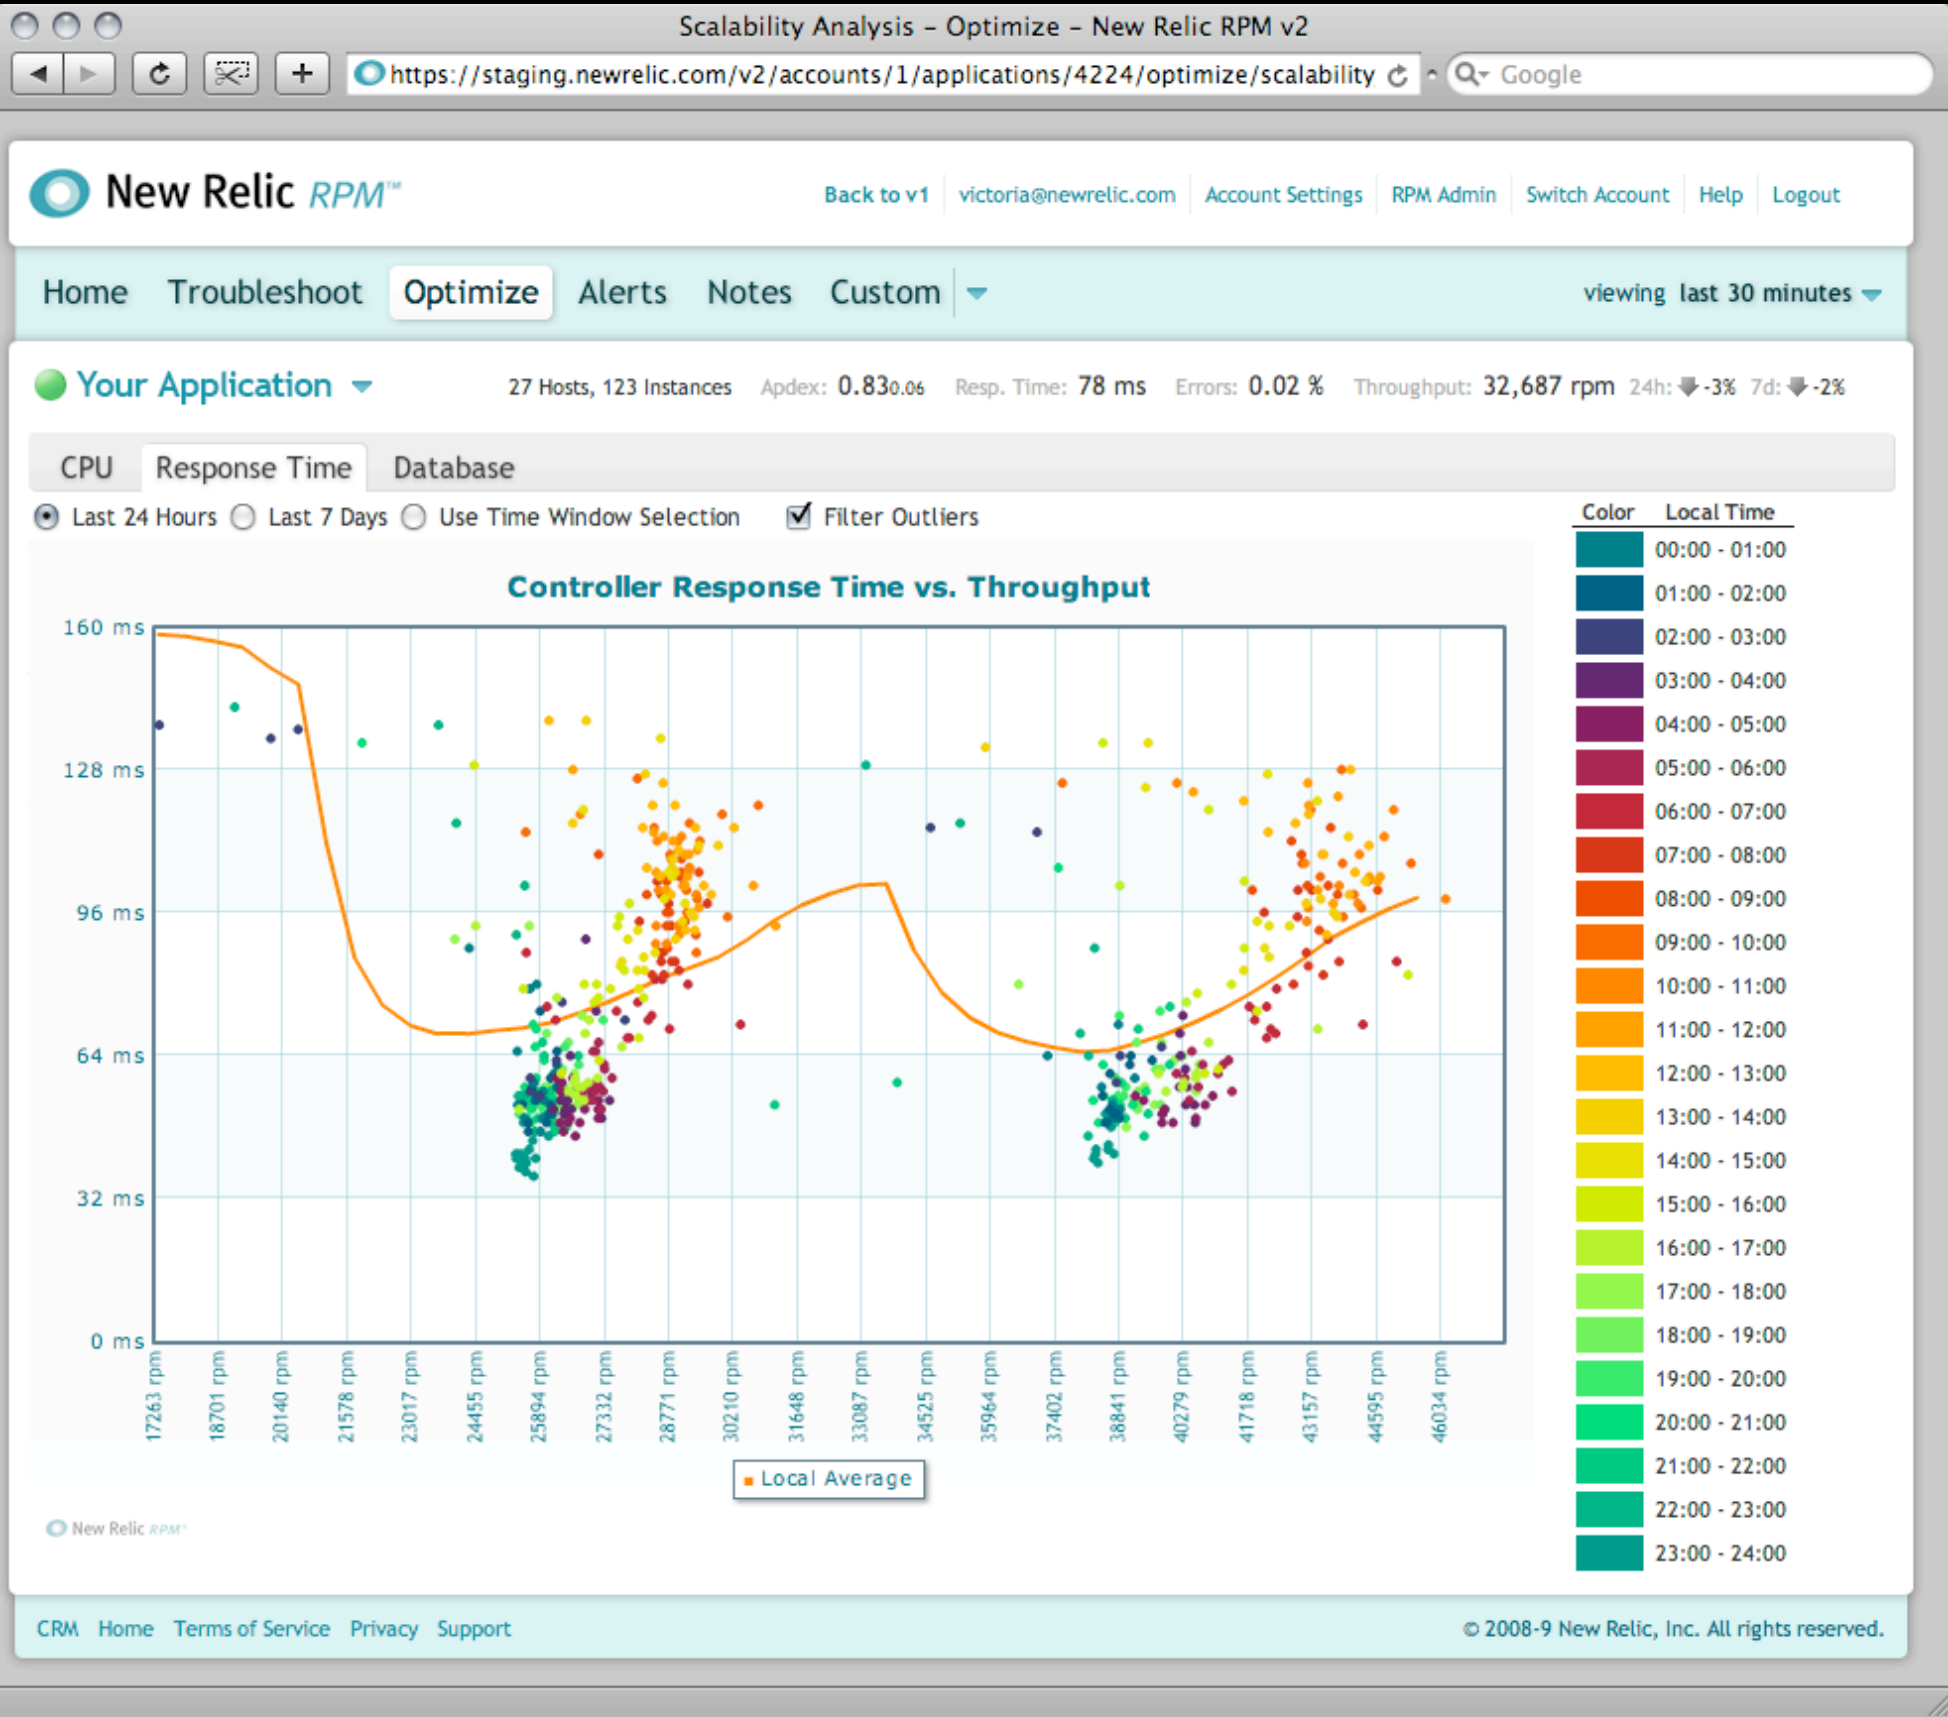 Scalability Analysis – Optimize – New Relic RPM v2
https://staging.newrelic.com/v2/accounts/1/applications/4224/optimize/scalability
Google
New Relic RPM™
Back to v1 victoria@newrelic.com Account Settings RPM Admin Switch Account Help Logout
Home Troubleshoot Optimize Alerts Notes Custom
viewing last 30 minutes
Your Application
27 Hosts, 123 Instances Apdex: 0.83 0.06 Resp. Time: 78 ms Errors: 0.02 % Throughput: 32,687 rpm 24h: -3% 7d: -2%
CPU Response Time Database
Last 24 Hours Last 7 Days Use Time Window Selection Filter Outliers
Controller Response Time vs. Throughput
160 ms
128 ms
96 ms
64 ms
32 ms
0 ms
17263 rpm
18701 rpm
20140 rpm
21578 rpm
23017 rpm
24455 rpm
25894 rpm
27332 rpm
28771 rpm
30210 rpm
31648 rpm
33087 rpm
34525 rpm
35964 rpm
37402 rpm
38841 rpm
40279 rpm
41718 rpm
43157 rpm
44595 rpm
46034 rpm
Local Average
New Relic RPM™
Color Local Time
00:00 - 01:00
01:00 - 02:00
02:00 - 03:00
03:00 - 04:00
04:00 - 05:00
05:00 - 06:00
06:00 - 07:00
07:00 - 08:00
08:00 - 09:00
09:00 - 10:00
10:00 - 11:00
11:00 - 12:00
12:00 - 13:00
13:00 - 14:00
14:00 - 15:00
15:00 - 16:00
16:00 - 17:00
17:00 - 18:00
18:00 - 19:00
19:00 - 20:00
20:00 - 21:00
21:00 - 22:00
22:00 - 23:00
23:00 - 24:00
CRM Home Terms of Service Privacy Support
© 2008-9 New Relic, Inc. All rights reserved.